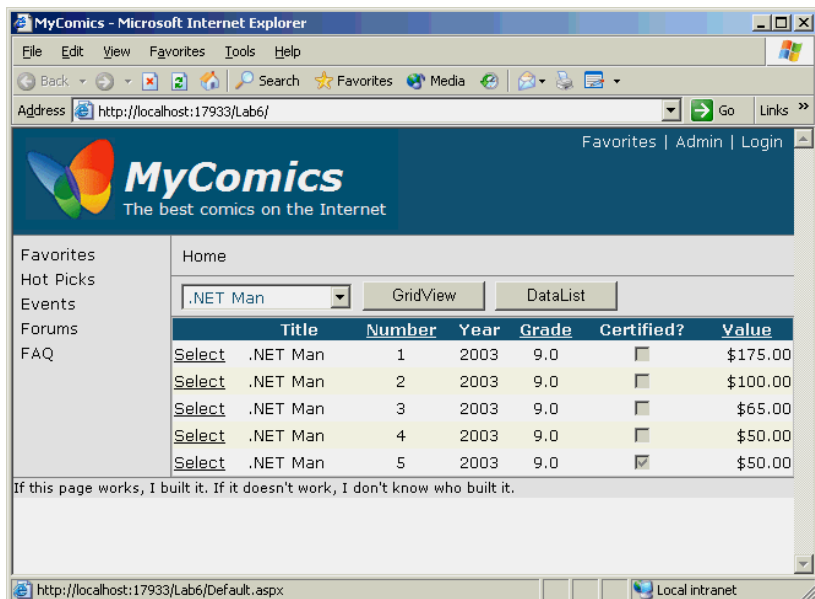 MyComics - Microsoft Internet Explorer
File Edit View Favorites Tools Help
Back Search Favorites Media
Address http://localhost:17933/Lab6/ Go Links »
Favorites | Admin | Login
MyComics
The best comics on the Internet
Favorites
Hot Picks
Events
Forums
FAQ
Home
.NET Man GridView DataList
Title Number Year Grade Certified? Value
Select .NET Man 1 2003 9.0 $175.00
Select .NET Man 2 2003 9.0 $100.00
Select .NET Man 3 2003 9.0 $65.00
Select .NET Man 4 2003 9.0 $50.00
Select .NET Man 5 2003 9.0 $50.00
If this page works, I built it. If it doesn't work, I don't know who built it.
http://localhost:17933/Lab6/Default.aspx Local intranet